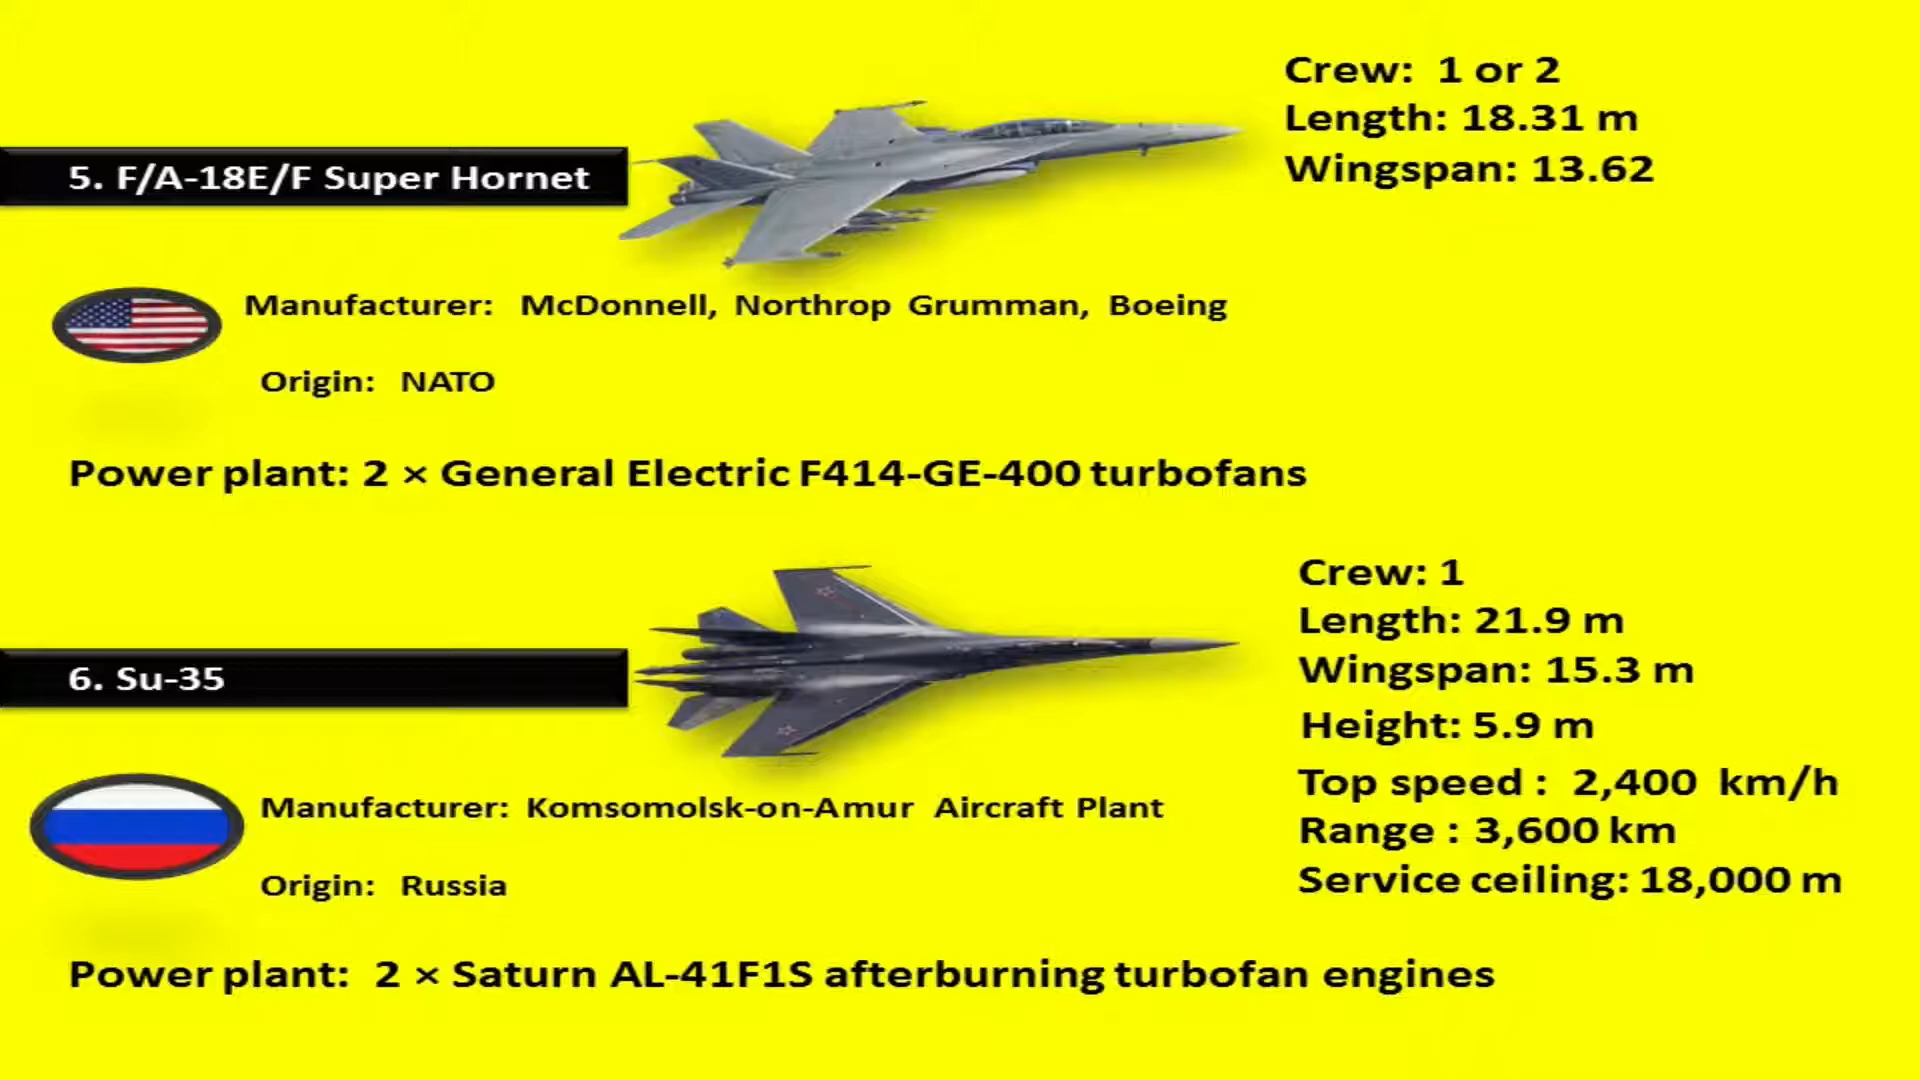 Crew: 1 or 2
Length: 18.31 m
Wingspan: 13.62
5. F/A-18E/F Super Hornet
Manufacturer: McDonnell, Northrop Grumman, Boeing
Origin: NATO
Power plant: 2 × General Electric F414-GE-400 turbofans
Crew: 1
Length: 21.9 m
Wingspan: 15.3 m
Height: 5.9 m
Top speed : 2,400 km/h
Range : 3,600 km
Service ceiling: 18,000 m
6. Su-35
Manufacturer: Komsomolsk-on-Amur Aircraft Plant
Origin: Russia
Power plant: 2 × Saturn AL-41F1S afterburning turbofan engines